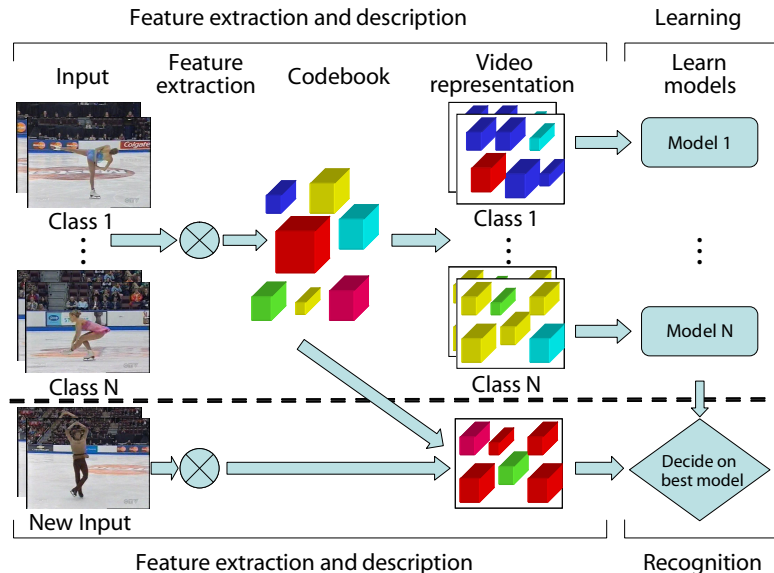 Feature extraction and description
Learning
Input
Feature
extraction
Codebook
Video
representation
Learn
models
Colgate
Class 1
Class 1
Model 1
⋮
⋮
⋮
Class N
Class N
Model N
New Input
Decide on
best model
Feature extraction and description
Recognition